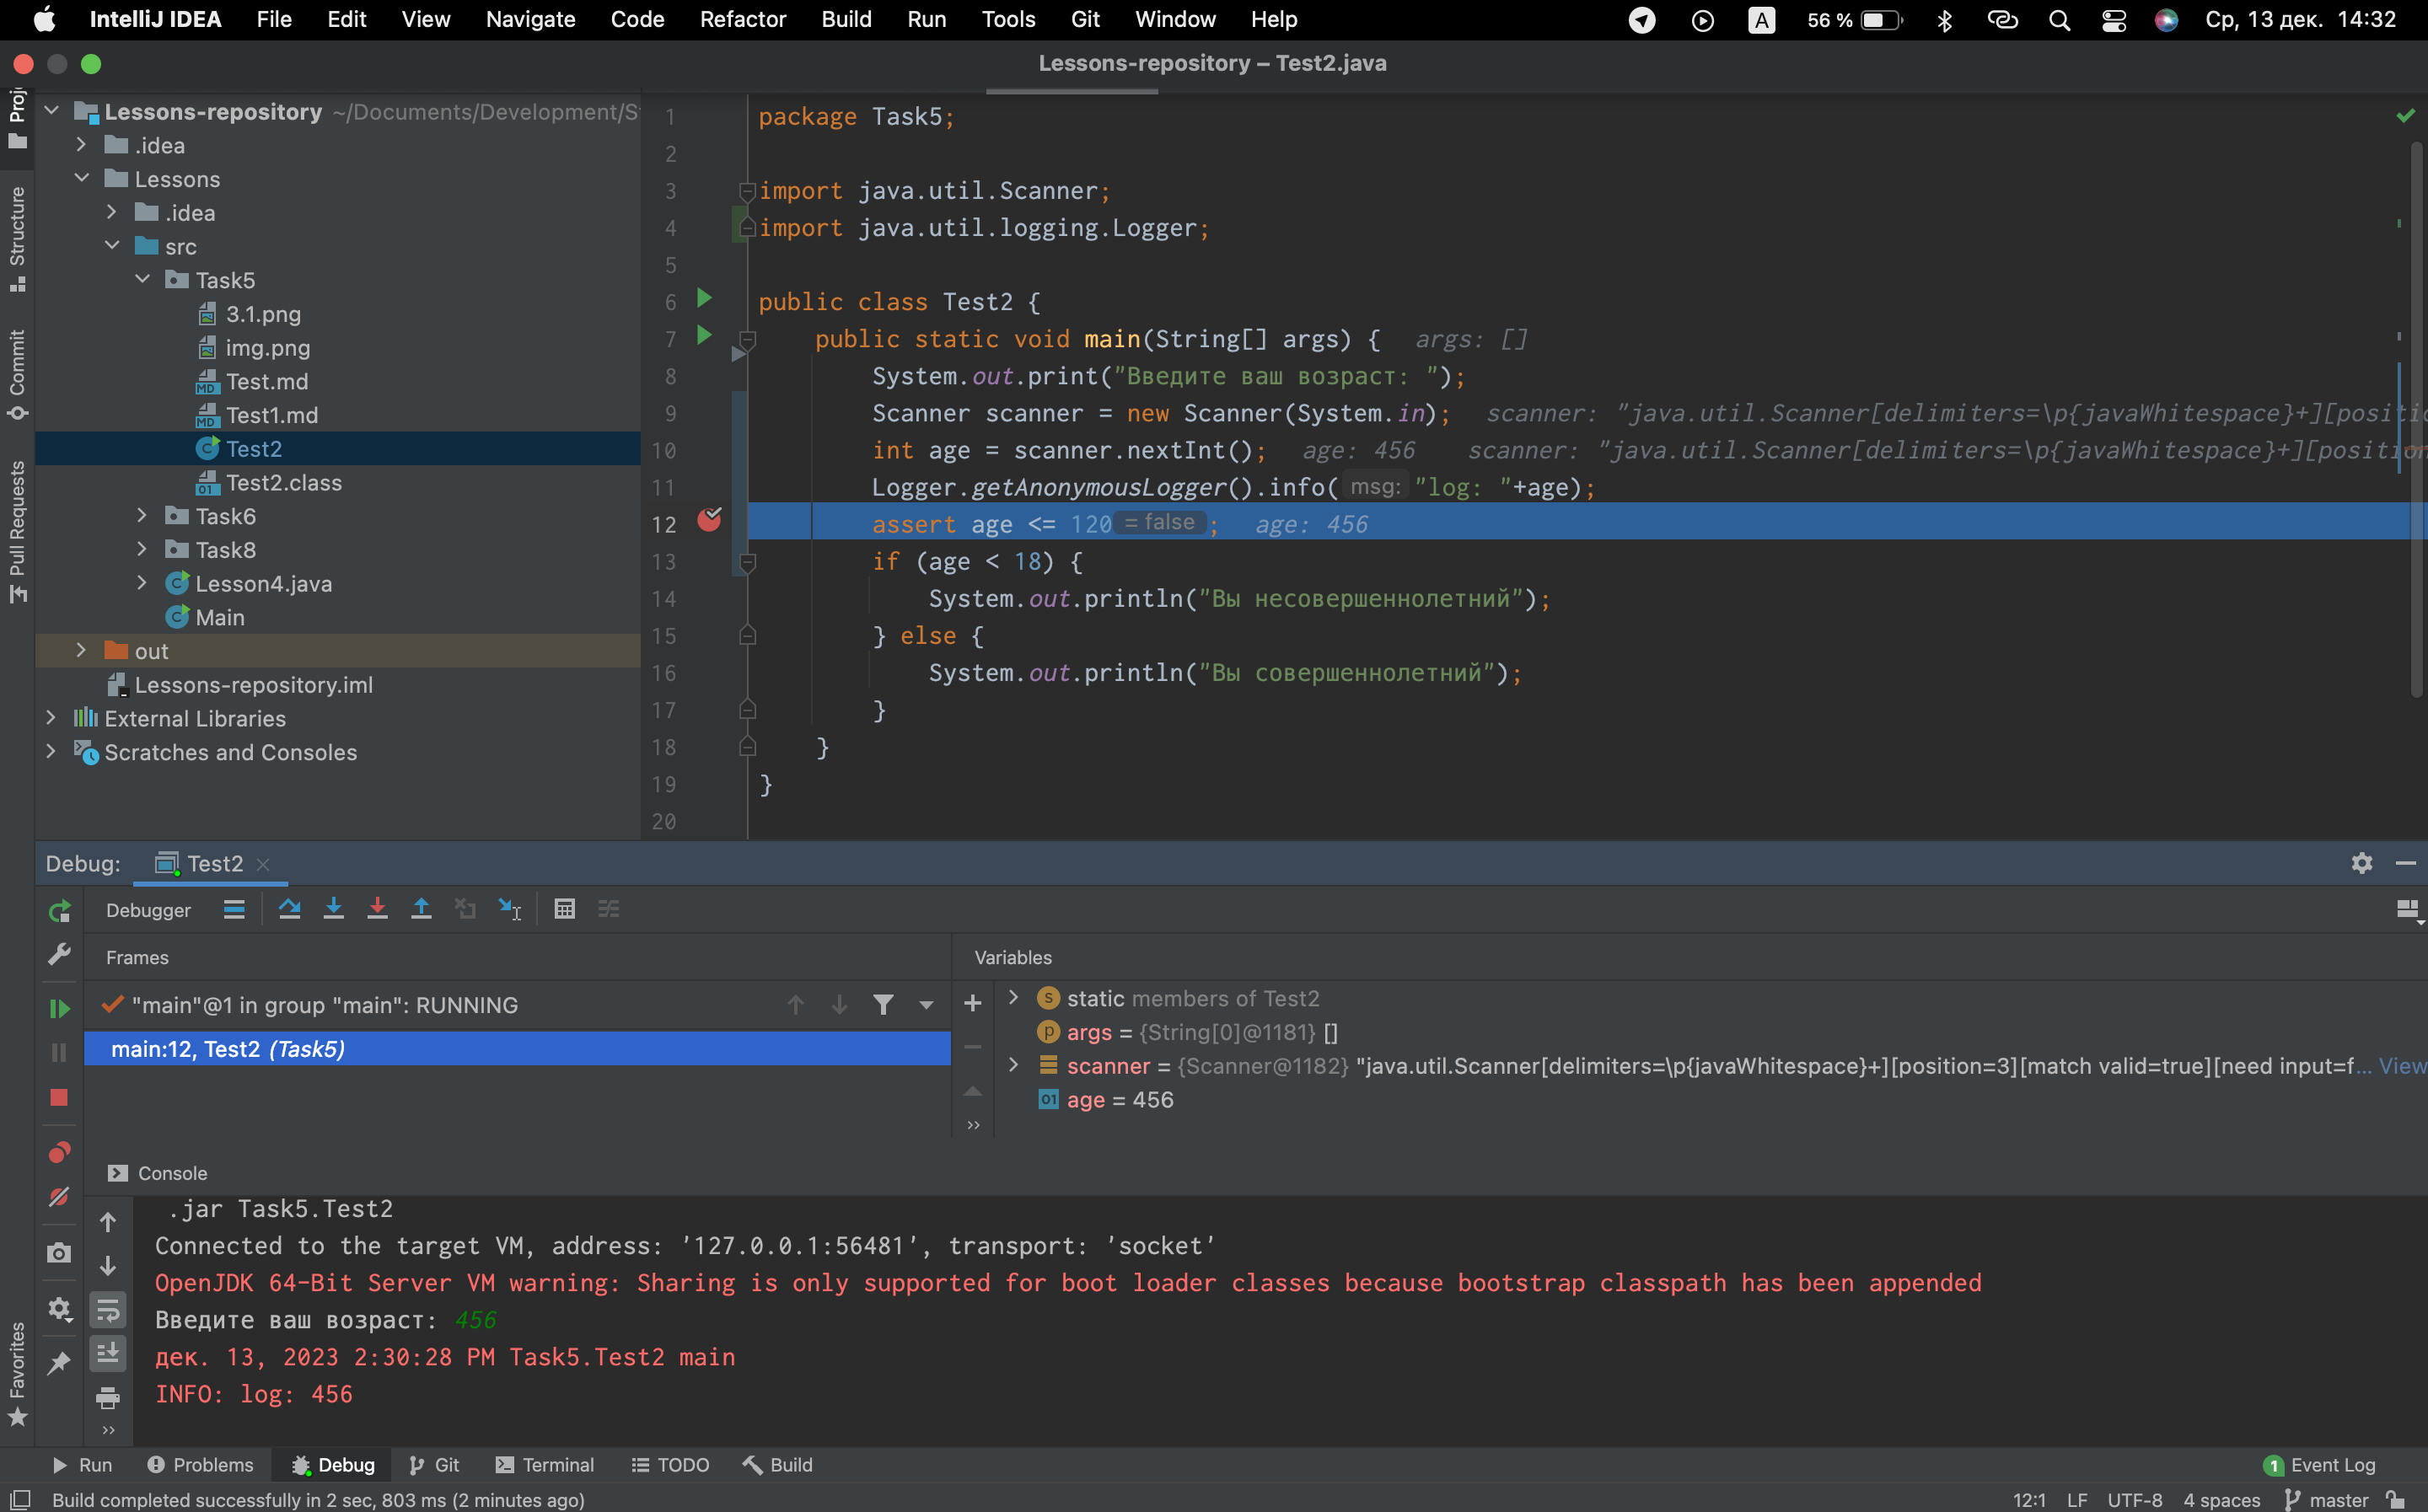 IntelliJ IDEA File Edit View Navigate Code Refactor Build Run Tools Git Window Help A 56 % Ср, 13 дек. 14:32
Lessons-repository – Test2.java
Structure
Commit
Pull Requests
Favorites
Lessons-repository ~/Documents/Development/
.idea
Lessons
.idea
src
Task5
3.1.png
img.png
Test.md
Test1.md
Test2
Test2.class
Task6
Task8
Lesson4.java
Main
out
Lessons-repository.iml
External Libraries
Scratches and Consoles
1 package Task5;
2
3 import java.util.Scanner;
4 import java.util.logging.Logger;
5
6 public class Test2 {
7 public static void main(String[] args) { args: []
8 System.out.print("Введите ваш возраст: ");
9 Scanner scanner = new Scanner(System.in); scanner: "java.util.Scanner[delimiters=\p{javaWhitespace}+][positi
10 int age = scanner.nextInt(); age: 456 scanner: "java.util.Scanner[delimiters=\p{javaWhitespace}+][position
11 Logger.getAnonymousLogger().info( msg: "log: "+age);
12 assert age <= 120 = false ; age: 456
13 if (age < 18) {
14 System.out.println("Вы несовершеннолетний");
15 } else {
16 System.out.println("Вы совершеннолетний");
17 }
18 }
19 }
20
Debug: Test2
Debugger
Frames
Variables
"main"@1 in group "main": RUNNING
main:12, Test2 (Task5)
static members of Test2
args = {String[0]@1181} []
scanner = {Scanner@1182} "java.util.Scanner[delimiters=\p{javaWhitespace}+][position=3][match valid=true][need input=f... View
age = 456
Console
.jar Task5.Test2
Connected to the target VM, address: '127.0.0.1:56481', transport: 'socket'
OpenJDK 64-Bit Server VM warning: Sharing is only supported for boot loader classes because bootstrap classpath has been appended
Введите ваш возраст: 456
дек. 13, 2023 2:30:28 PM Task5.Test2 main
INFO: log: 456
Run Problems Debug Git Terminal TODO Build 1 Event Log
Build completed successfully in 2 sec, 803 ms (2 minutes ago) 12:1 LF UTF-8 4 spaces master